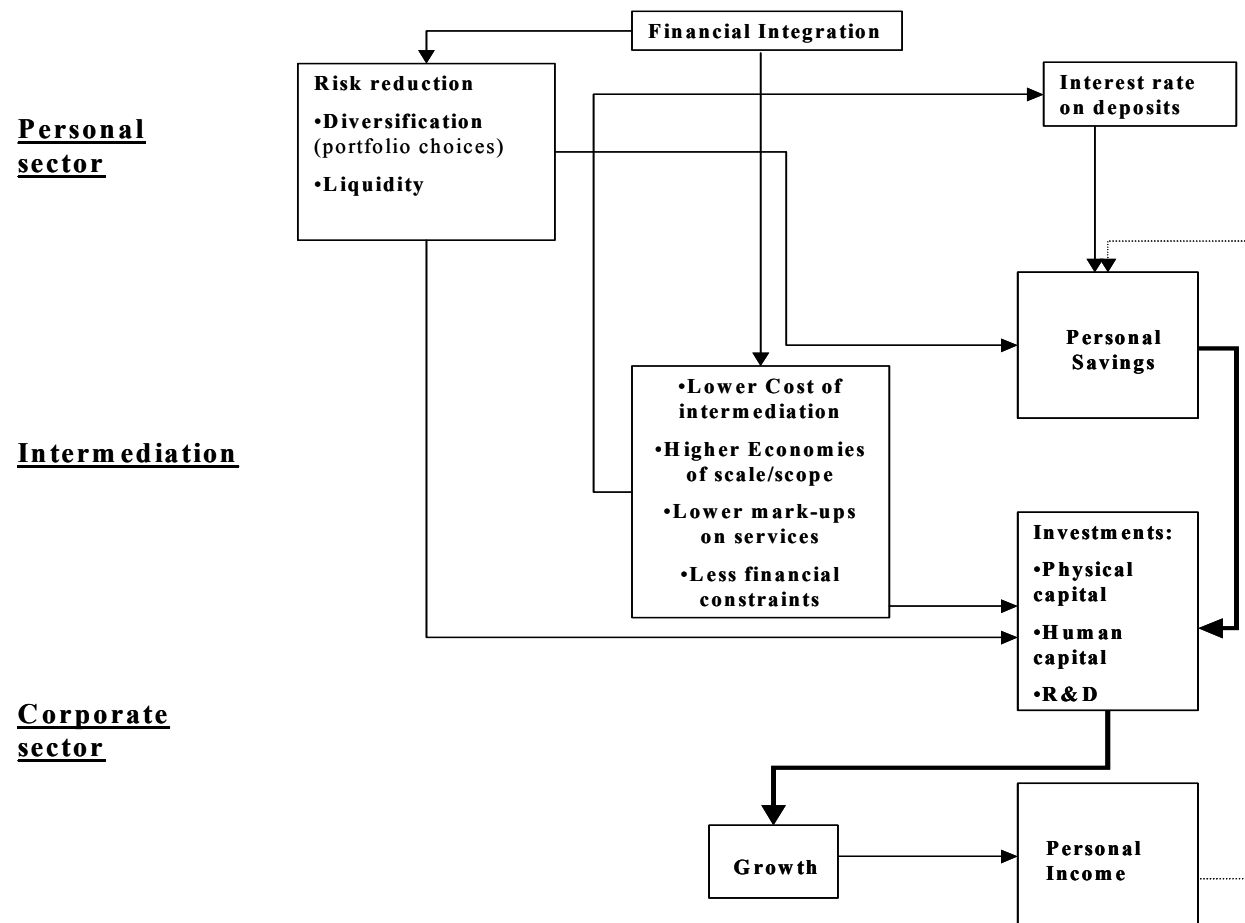 Financial Integration
Risk reduction
•Diversification
(portfolio choices)
•Liquidity
Interest rate
on deposits
Personal
sector
Personal
Savings
•Lower Cost of
intermediation
•Higher Economies
of scale/scope
•Lower mark-ups
on services
•Less financial
constraints
Intermediation
Investments:
•Physical
capital
•Human
capital
•R&D
Corporate
sector
Growth
Personal
Income